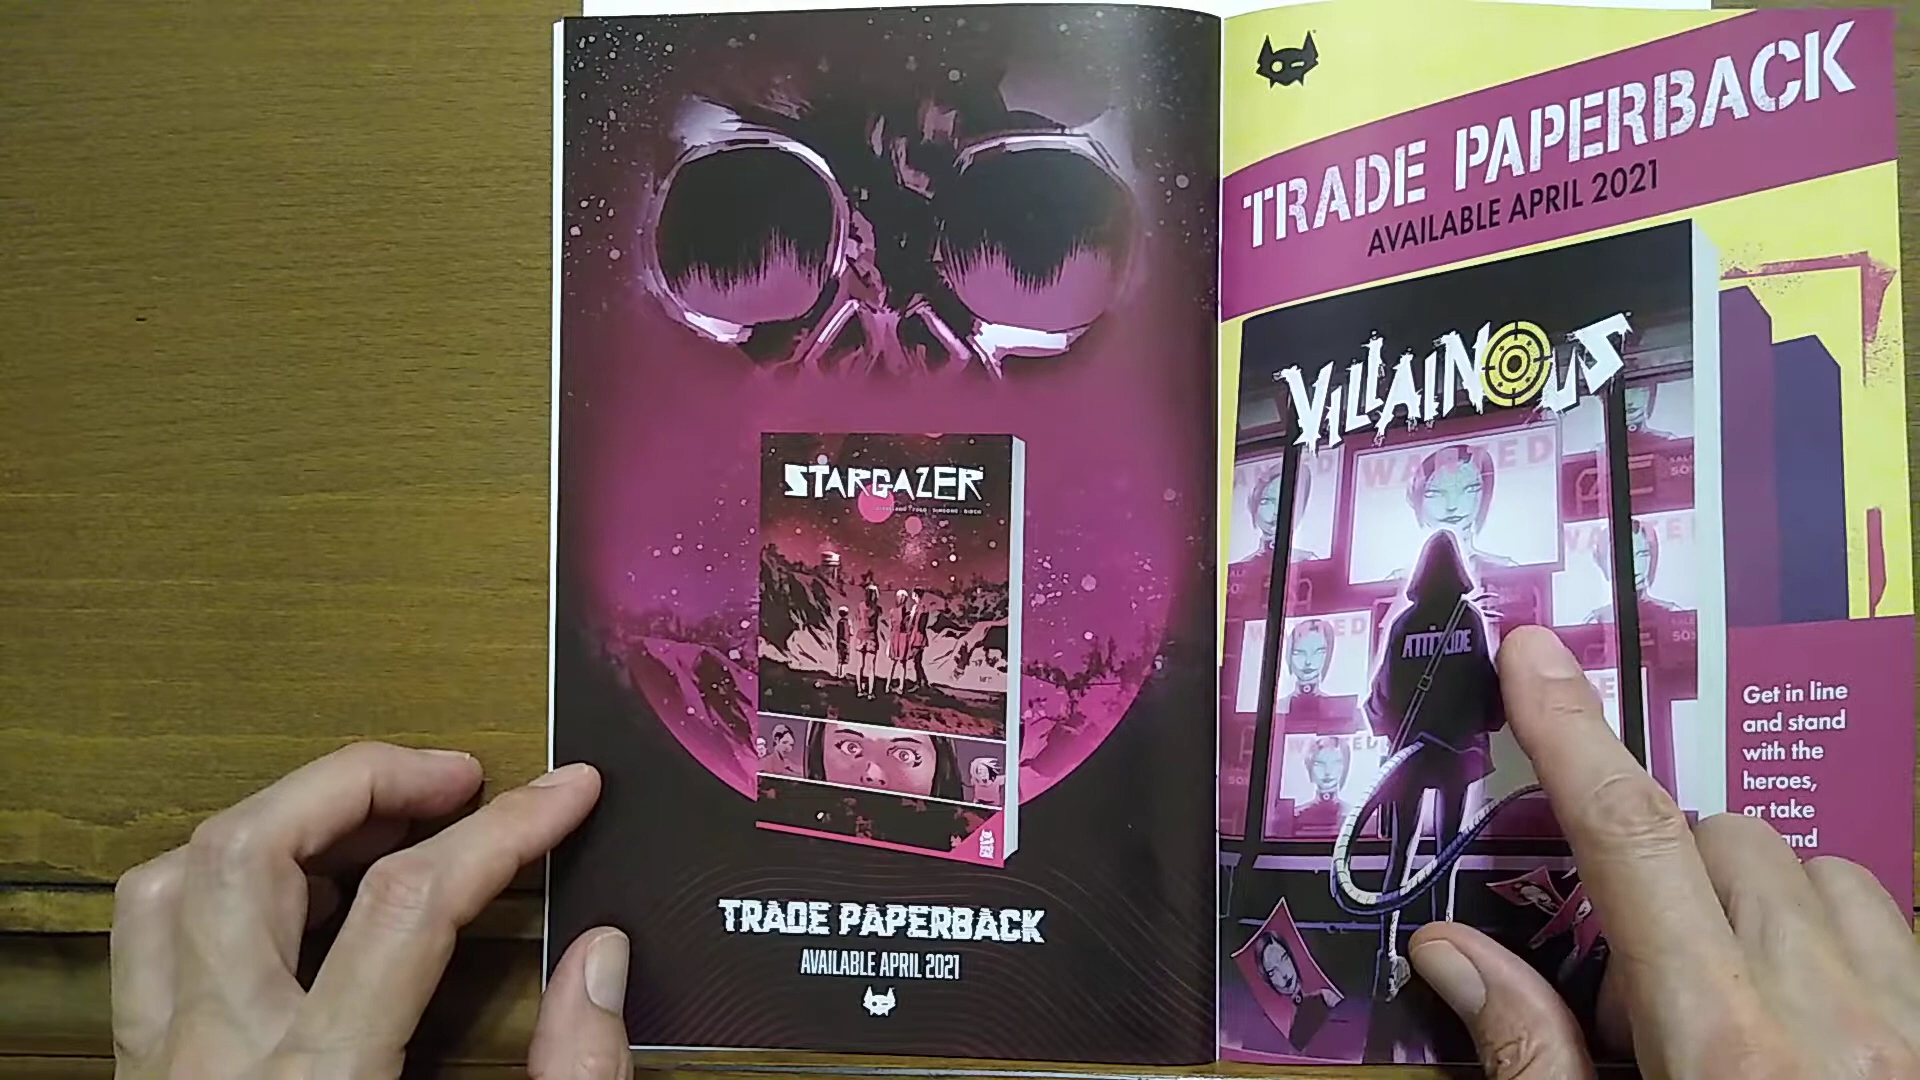 STARGAZER
TRADE PAPERBACK
AVAILABLE APRIL 2021
TRADE PAPERBACK
AVAILABLE APRIL 2021
VILLAINOUS
WANTED
WANTED
Get in line
and stand
with the
heroes,
or take